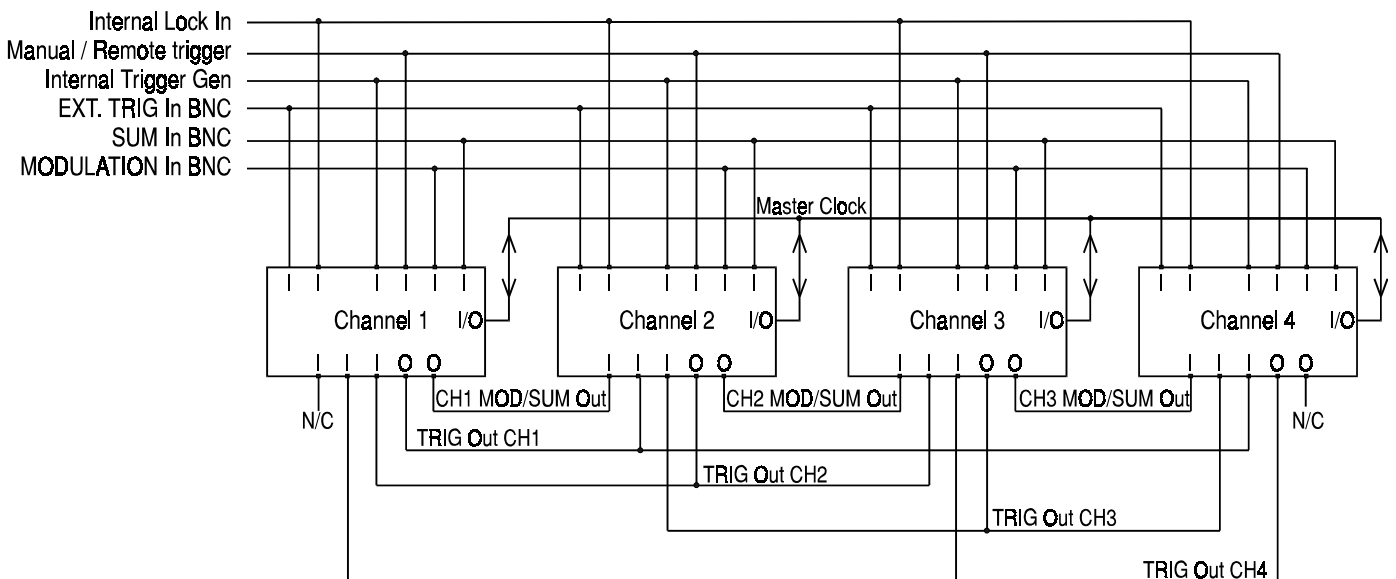 Internal Lock In
Manual / Remote trigger
Internal Trigger Gen
EXT. TRIG In BNC
SUM In BNC
MODULATION In BNC
Master Clock
I I I I I I
I I I I I I
I I I I I I
I I I I I I
Channel 1 I/O
Channel 2 I/O
Channel 3 I/O
Channel 4 I/O
I I I O O
I I I O O
I I I O O
I I I O O
CH1 MOD/SUM Out
CH2 MOD/SUM Out
CH3 MOD/SUM Out
N/C
N/C
TRIG Out CH1
TRIG Out CH2
TRIG Out CH3
TRIG Out CH4